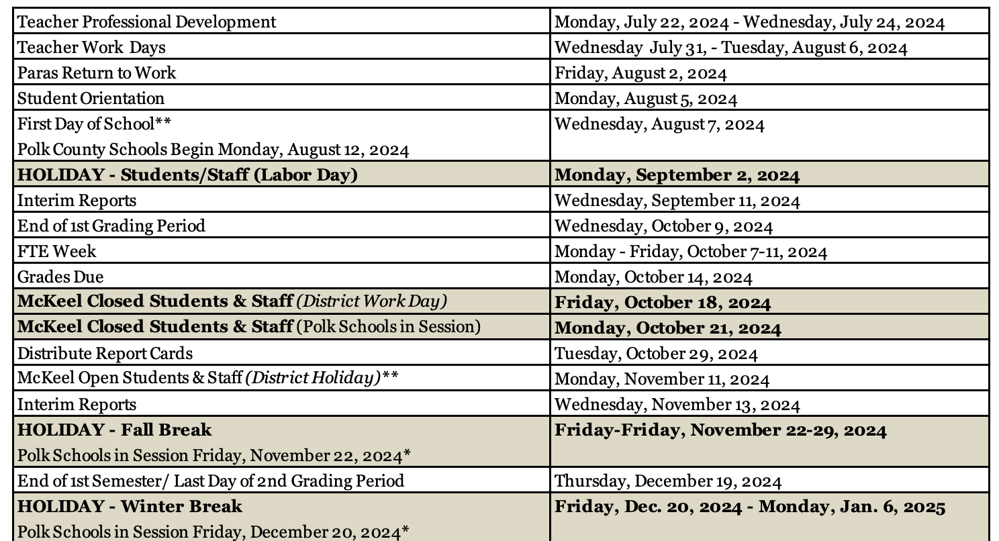 Teacher Professional Development Monday, July 22, 2024 - Wednesday, July 24, 2024
Teacher Work Days Wednesday July 31, - Tuesday, August 6, 2024
Paras Return to Work Friday, August 2, 2024
Student Orientation Monday, August 5, 2024
First Day of School** Wednesday, August 7, 2024
Polk County Schools Begin Monday, August 12, 2024
HOLIDAY - Students/Staff (Labor Day) Monday, September 2, 2024
Interim Reports Wednesday, September 11, 2024
End of 1st Grading Period Wednesday, October 9, 2024
FTE Week Monday - Friday, October 7-11, 2024
Grades Due Monday, October 14, 2024
McKeel Closed Students & Staff (District Work Day) Friday, October 18, 2024
McKeel Closed Students & Staff (Polk Schools in Session) Monday, October 21, 2024
Distribute Report Cards Tuesday, October 29, 2024
McKeel Open Students & Staff (District Holiday)** Monday, November 11, 2024
Interim Reports Wednesday, November 13, 2024
HOLIDAY - Fall Break Friday-Friday, November 22-29, 2024
Polk Schools in Session Friday, November 22, 2024*
End of 1st Semester/ Last Day of 2nd Grading Period Thursday, December 19, 2024
HOLIDAY - Winter Break Friday, Dec. 20, 2024 - Monday, Jan. 6, 2025
Polk Schools in Session Friday, December 20, 2024*